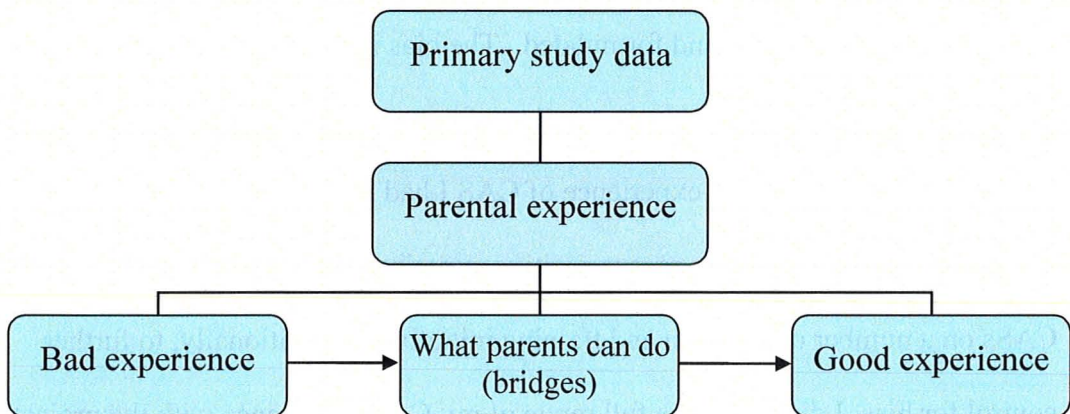 Primary study data
Parental experience
Bad experience
What parents can do
(bridges)
Good experience